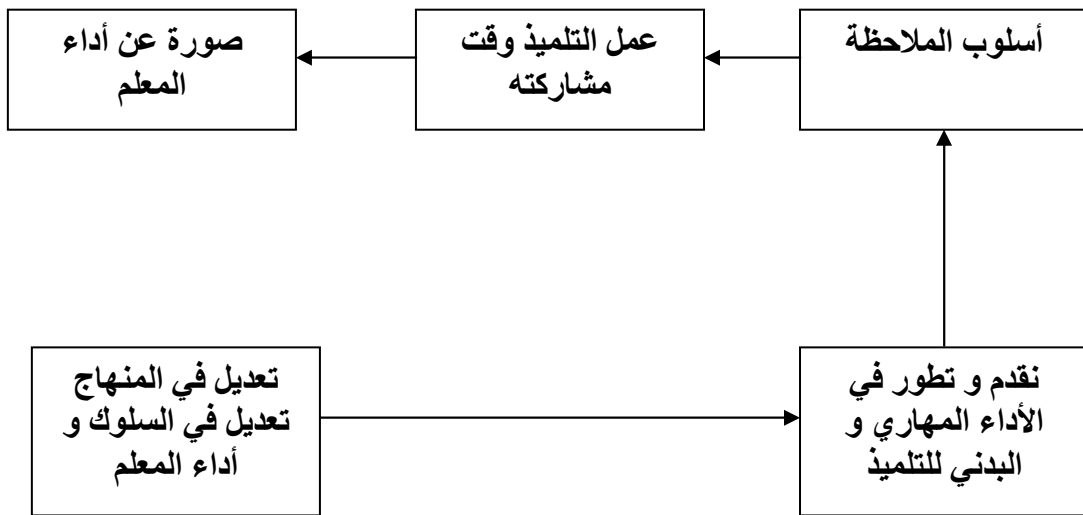 أسلوب الملاحظة
عمل التلميذ وقت
مشاركته
صورة عن أداء
المعلم
نقدم و تطور في
الأداء المهاري و
البدني للتلميذ
تعديل في المنهاج
تعديل في السلوك و
أداء المعلم